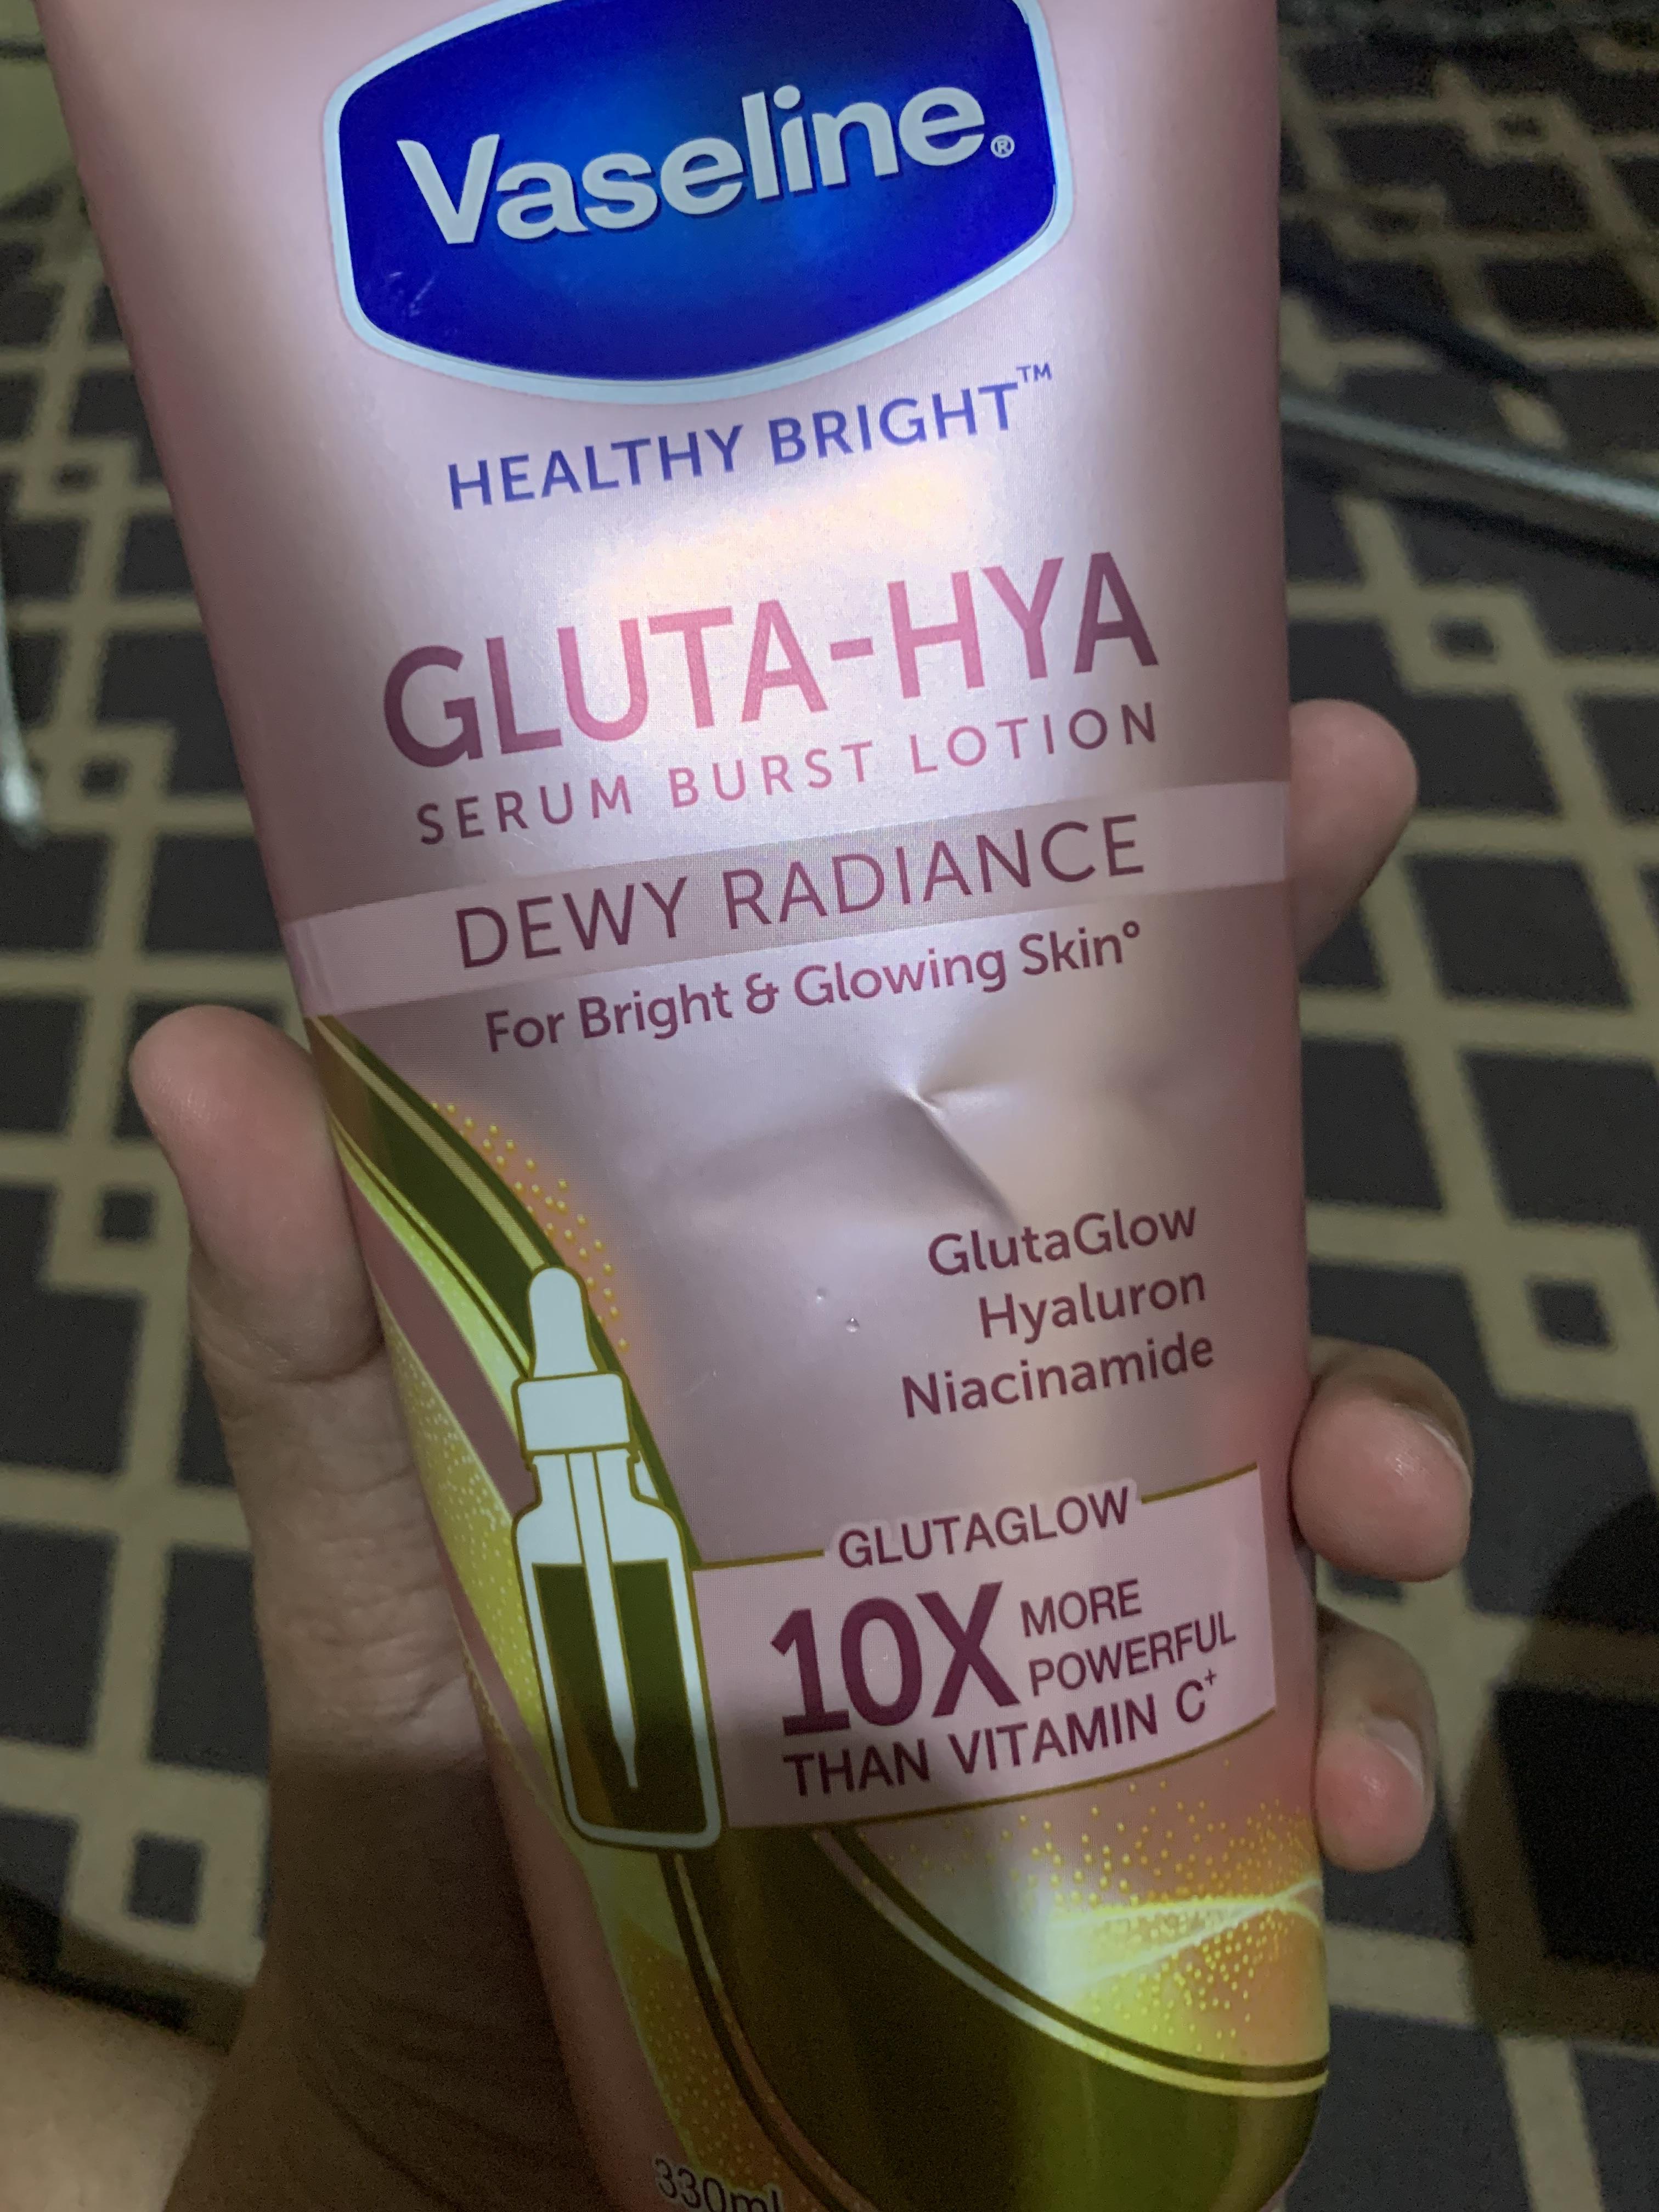 Vaseline®
HEALTHY BRIGHT™
GLUTA-HYA
SERUM BURST LOTION
DEWY RADIANCE
For Bright & Glowing Skin°
GlutaGlow
Hyaluron
Niacinamide
GLUTAGLOW
10X MORE
POWERFUL
THAN VITAMIN C⁺
330ml